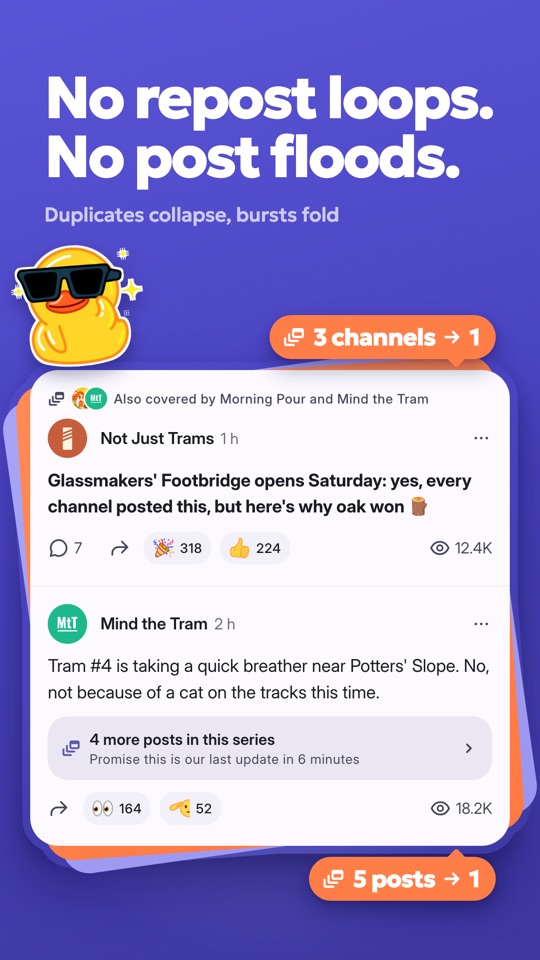 No repost loops.
No post floods.
Duplicates collapse, bursts fold
3 channels → 1
MtT Also covered by Morning Pour and Mind the Tram
Not Just Trams 1 h
Glassmakers' Footbridge opens Saturday: yes, every
channel posted this, but here's why oak won 🪵
7 🎉 318 👍 224 12.4K
MtT Mind the Tram 2 h
Tram #4 is taking a quick breather near Potters' Slope. No,
not because of a cat on the tracks this time.
4 more posts in this series
Promise this is our last update in 6 minutes
👀 164 🫡 52 18.2K
5 posts → 1